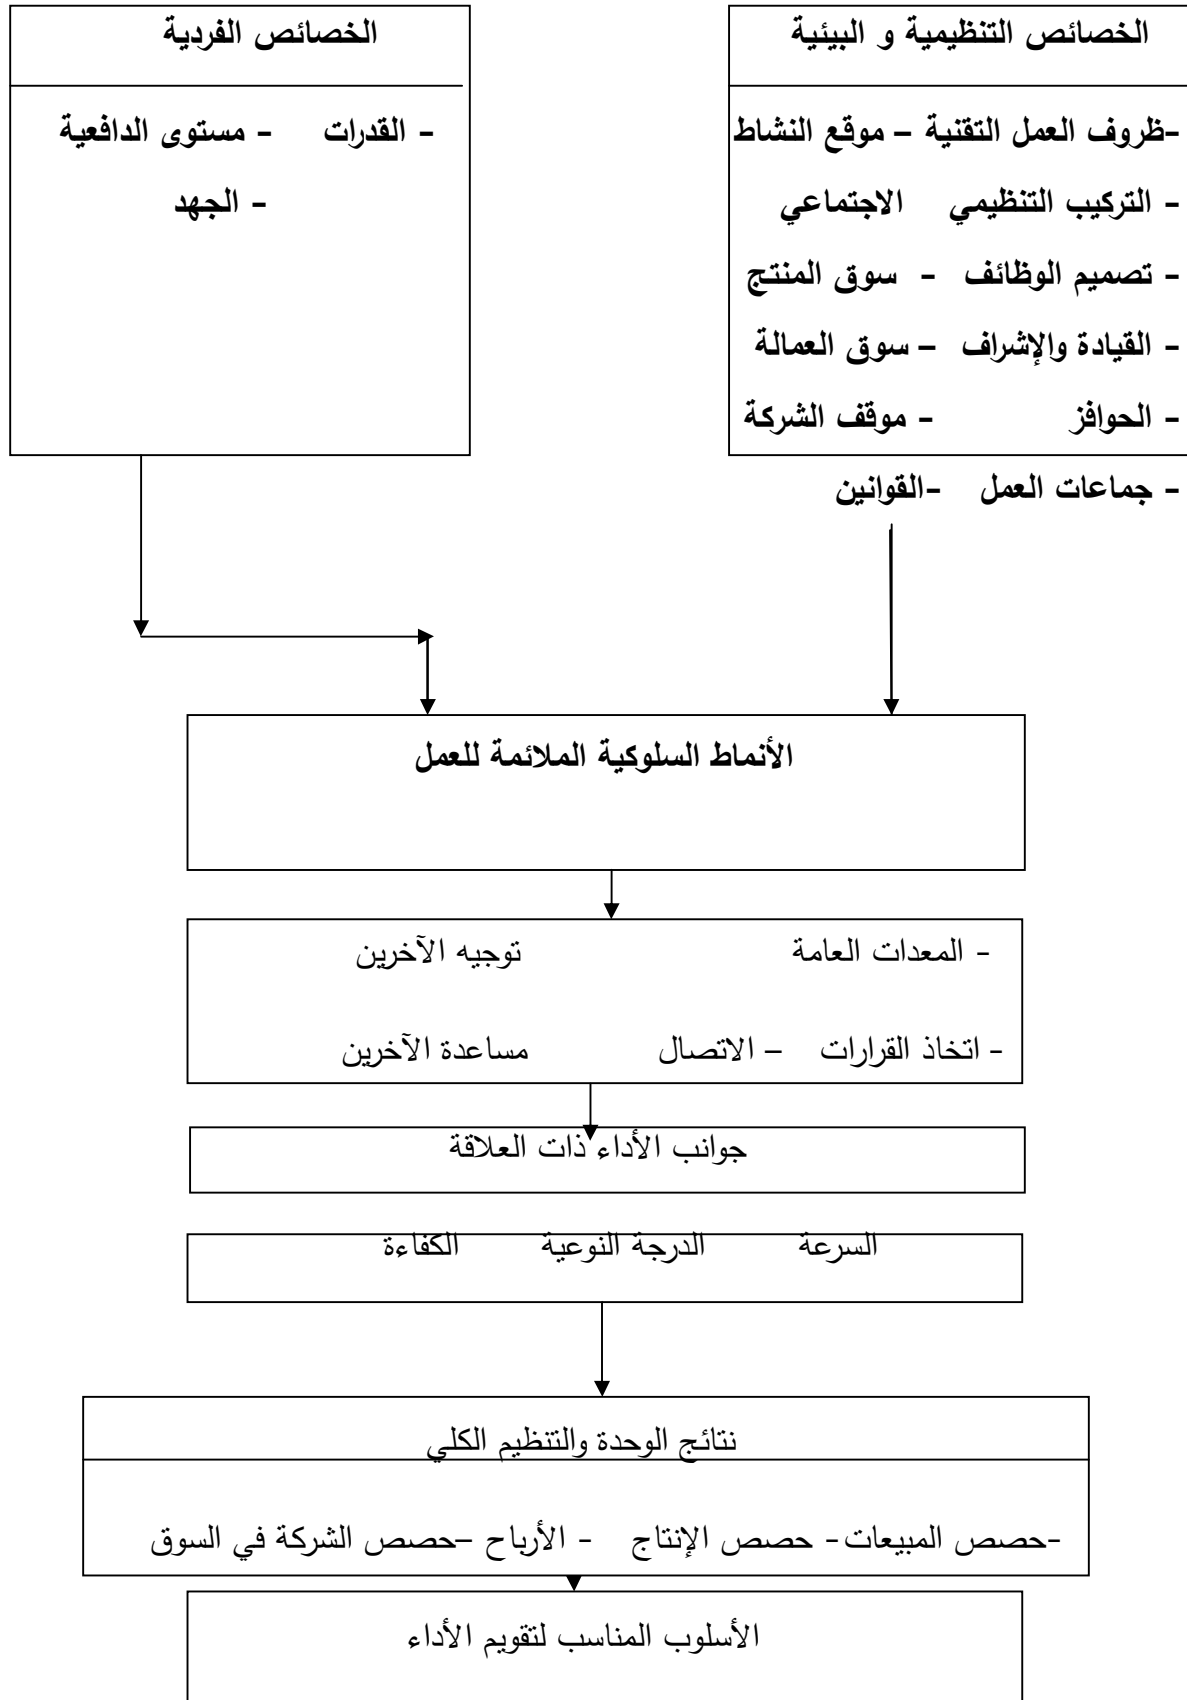 الخصائص التنظيمية و البيئية
-ظروف العمل التقنية – موقع النشاط
- التركيب التنظيمي الاجتماعي
- تصميم الوظائف - سوق المنتج
- القيادة والإشراف – سوق العمالة
- الحوافز - موقف الشركة
- جماعات العمل -القوانين
الخصائص الفردية
- القدرات - مستوى الدافعية
- الجهد
الأنماط السلوكية الملائمة للعمل
- المعدات العامة توجيه الآخرين
- اتخاذ القرارات – الاتصال مساعدة الآخرين
جوانب الأداء ذات العلاقة
السرعة الدرجة النوعية الكفاءة
نتائج الوحدة والتنظيم الكلي
-حصص المبيعات - حصص الإنتاج - الأرباح –حصص الشركة في السوق
الأسلوب المناسب لتقويم الأداء